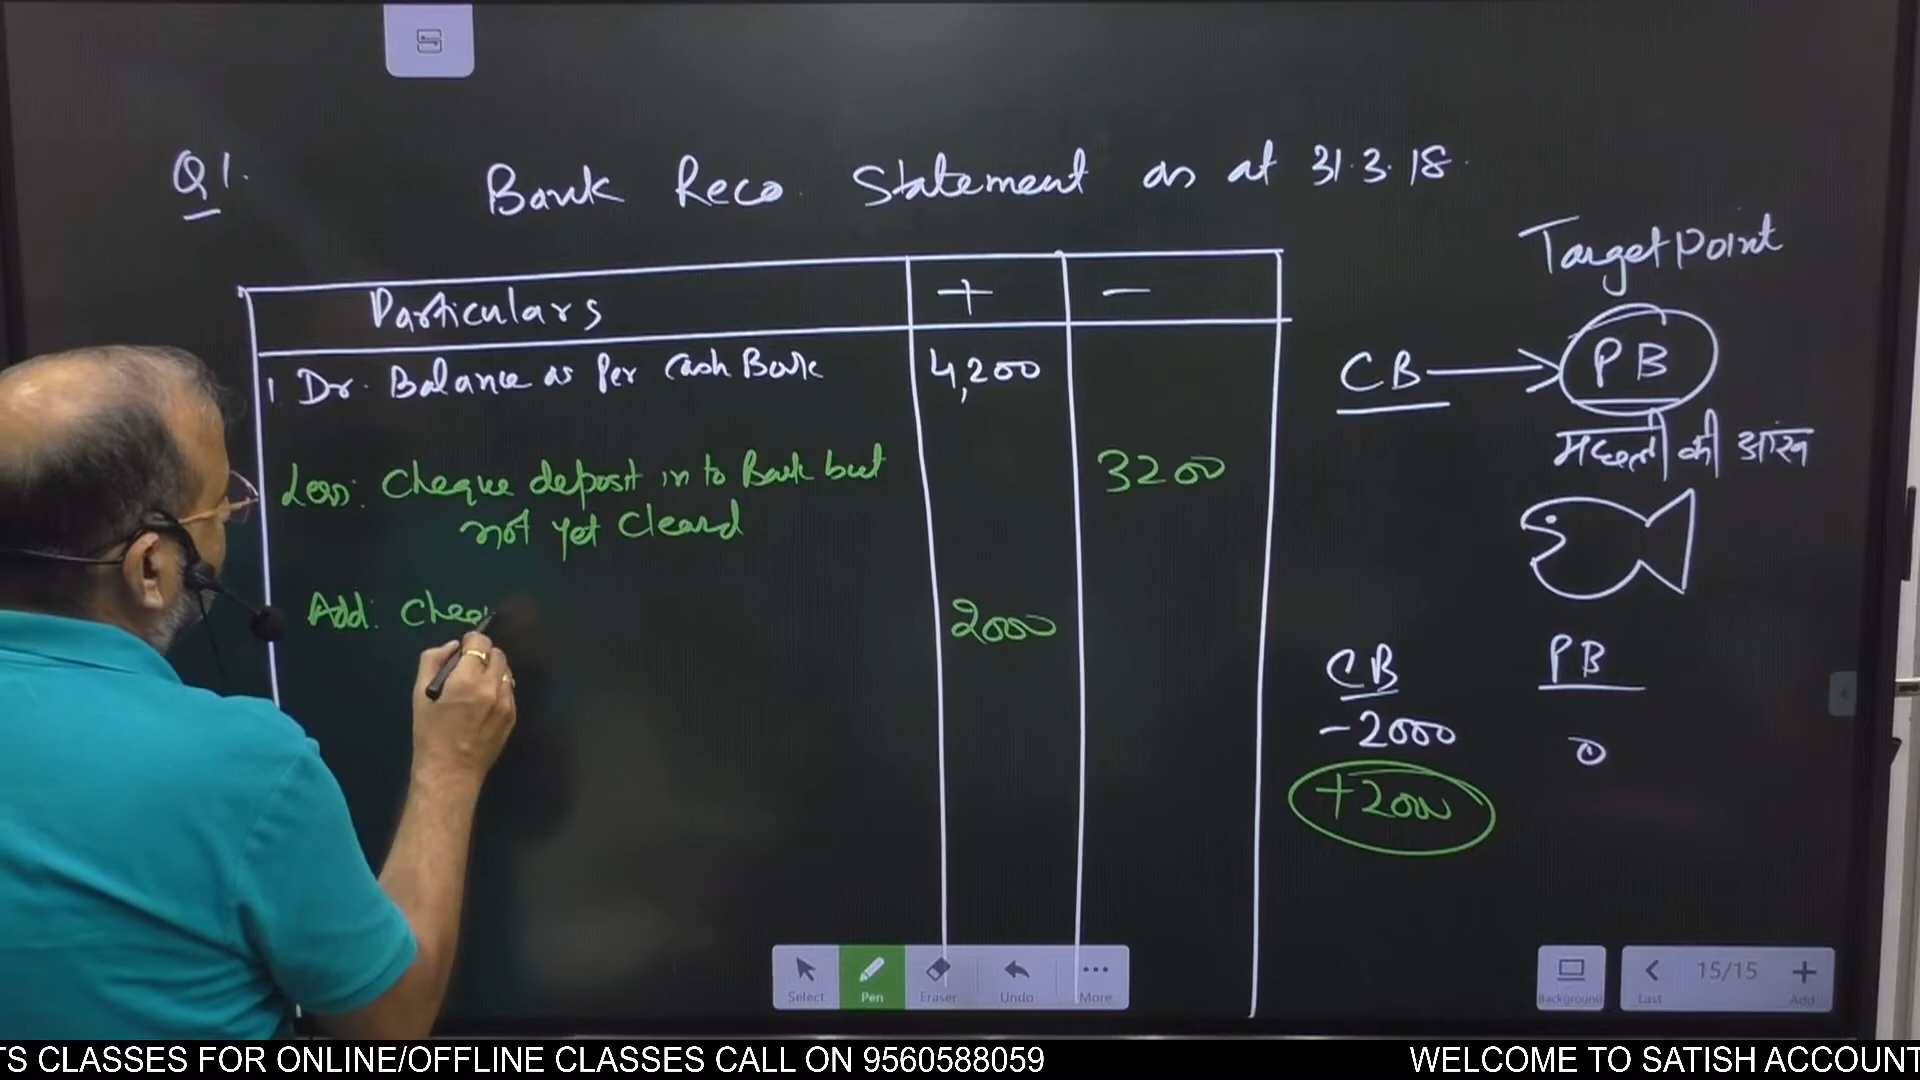 Q1.
Bank Reco. Statement as at 31.3.18.
Particulars + −
1. Dr. Balance as Per Cash Book 4,200
Less: Cheque deposit in to Bank but 3200
not yet Cleard
Add: Cheq 2000
Target Point
CB PB
मछली की आंख
CB PB
-2000 0
+2000
Select Pen Eraser Undo More
Background
15/15
Last Add
TS CLASSES FOR ONLINE/OFFLINE CLASSES CALL ON 9560588059 WELCOME TO SATISH ACCOUNT